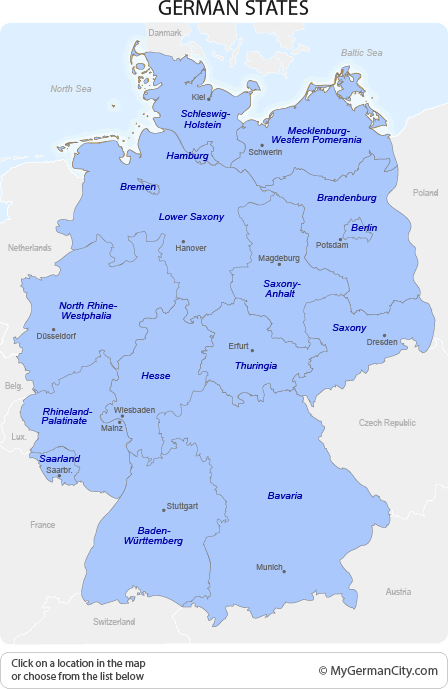 GERMAN STATES
Danmark
Baltic Sea
North Sea
Kiel
Schleswig-
Holstein
Mecklenburg-
Western Pomerania
Hamburg
Schwerin
Bremen
Brandenburg
Poland
Lower Saxony
Berlin
Netherlands
Hanover
Potsdam
Magdeburg
Saxony-
Anhalt
North Rhine-
Westphalia
Düsseldorf
Saxony
Dresden
Erfurt
Thuringia
Hesse
Belg.
Rhineland-
Palatinate
Wiesbaden
Mainz
Czech Republic
Lux.
Saarland
Saarbr.
Bavaria
Stuttgart
France
Baden-
Württemberg
Munich
Austria
Switzerland
Click on a location in the map
or choose from the list below
© MyGermanCity.com